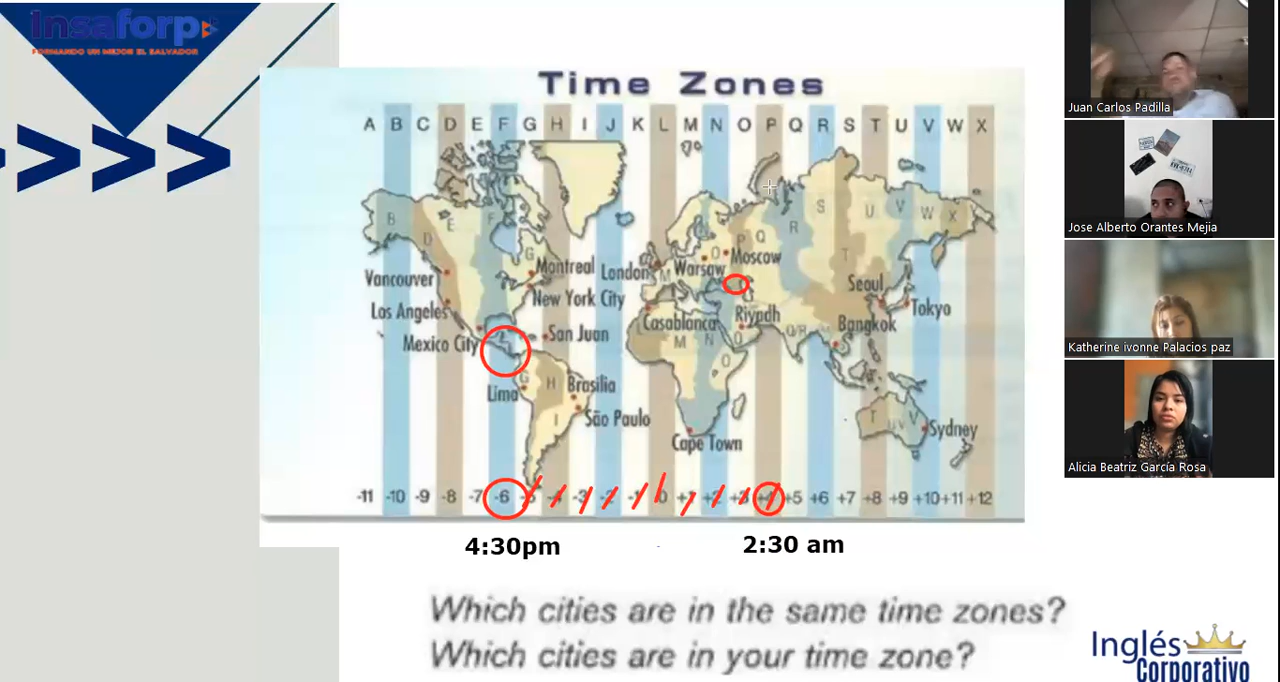 Insaforp
FORMANDO UN MEJOR EL SALVADOR
Time Zones
A B C D E F G H I J K L M N O P Q R S T U V W X
B D E F G
M O P Q R S T U V W X
Vancouver
Montreal
London
Warsaw
Moscow
Los Angeles
New York City
Seoul
Tokyo
Mexico City
San Juan
Casablanca
Riyadh
Bangkok
M N O Q/R
Lima
G H
Brasilia
I
São Paulo
Cape Town
T U V
Sydney
-11 -10 -9 -8 -7 -6 -5 -4 -3 -2 -1 0 +1 +2 +3 +4 +5 +6 +7 +8 +9 +10 +11 +12
4:30pm
2:30 am
Which cities are in the same time zones?
Which cities are in your time zone?
Inglés
Corporativo
Juan Carlos Padilla
Jose Alberto Orantes Mejia
Katherine ivonne Palacios paz
Alicia Beatriz García Rosa